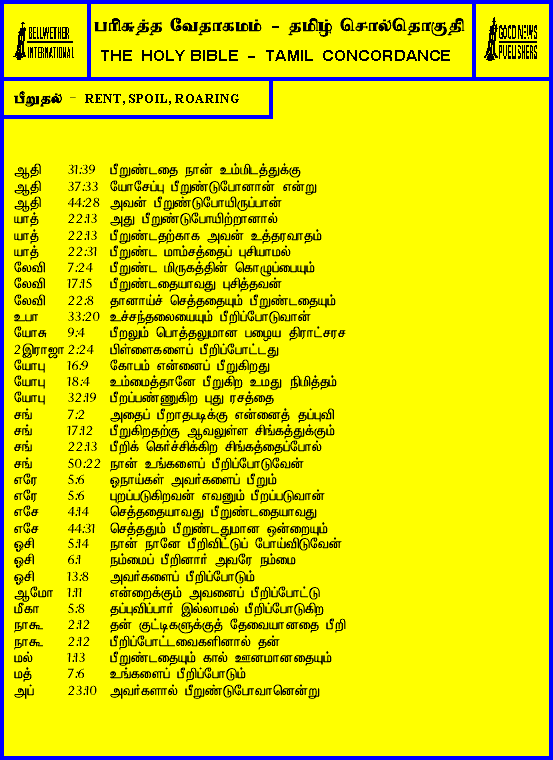 BELLWETHER
INTERNATIONAL
பரிசுத்த வேதாகமம் - தமிழ் சொல்தொகுதி
THE HOLY BIBLE - TAMIL CONCORDANCE
GOOD NEWS
PUBLISHERS
பீறுதல் - RENT, SPOIL, ROARING
ஆதி 31:39 பீறுண்டதை நான் உம்மிடத்துக்கு
ஆதி 37:33 யோசேப்பு பீறுண்டுபோனான் என்று
ஆதி 44:28 அவன் பீறுண்டுபோயிருப்பான்
யாத் 22:13 அது பீறுண்டுபோயிற்றானால்
யாத் 22:13 பீறுண்டதற்காக அவன் உத்தரவாதம்
யாத் 22:31 பீறுண்ட மாம்சத்தைப் புசியாமல்
லேவி 7:24 பீறுண்ட மிருகத்தின் கொழுப்பையும்
லேவி 17:15 பீறுண்டதையாவது புசித்தவன்
லேவி 22:8 தானாய்ச் செத்ததையும் பீறுண்டதையும்
உபா 33:20 உச்சந்தலையையும் பீறிப்போடுவான்
யோசு 9:4 பீறலும் பொத்தலுமான பழைய திராட்சரச
2இராஜா 2:24 பிள்ளைகளைப் பீறிப்போட்டது
யோபு 16:9 கோபம் என்னைப் பீறுகிறது
யோபு 18:4 உம்மைத்தானே பீறுகிற உமது நிமித்தம்
யோபு 32:19 பீறப்பண்ணுகிற புது ரசத்தை
சங் 7:2 அதைப் பீறாதபடிக்கு என்னைத் தப்புவி
சங் 17:12 பீறுகிறதற்கு ஆவலுள்ள சிங்கத்துக்கும்
சங் 22:13 பீறிக் கெர்ச்சிக்கிற சிங்கத்தைப்போல்
சங் 50:22 நான் உங்களைப் பீறிப்போடுவேன்
எரே 5:6 ஓநாய்கள் அவர்களைப் பீறும்
எரே 5:6 புறப்படுகிறவன் எவனும் பீறப்படுவான்
எசே 4:14 செத்ததையாவது பீறுண்டதையாவது
எசே 44:31 செத்ததும் பீறுண்டதுமான ஒன்றையும்
ஓசி 5:14 நான் நானே பீறிவிட்டுப் போய்விடுவேன்
ஓசி 6:1 நம்மைப் பீறினார் அவரே நம்மை
ஓசி 13:8 அவர்களைப் பீறிப்போடும்
ஆமோ 1:11 என்றைக்கும் அவனைப் பீறிப்போட்டு
மீகா 5:8 தப்புவிப்பார் இல்லாமல் பீறிப்போடுகிற
நாகூ 2:12 தன் குட்டிகளுக்குத் தேவையானதை பீறி
நாகூ 2:12 பீறிப்போட்டவைகளினால் தன்
மல் 1:13 பீறுண்டதையும் கால் ஊனமானதையும்
மத் 7:6 உங்களைப் பீறிப்போடும்
அப் 23:10 அவர்களால் பீறுண்டுபோவானென்று